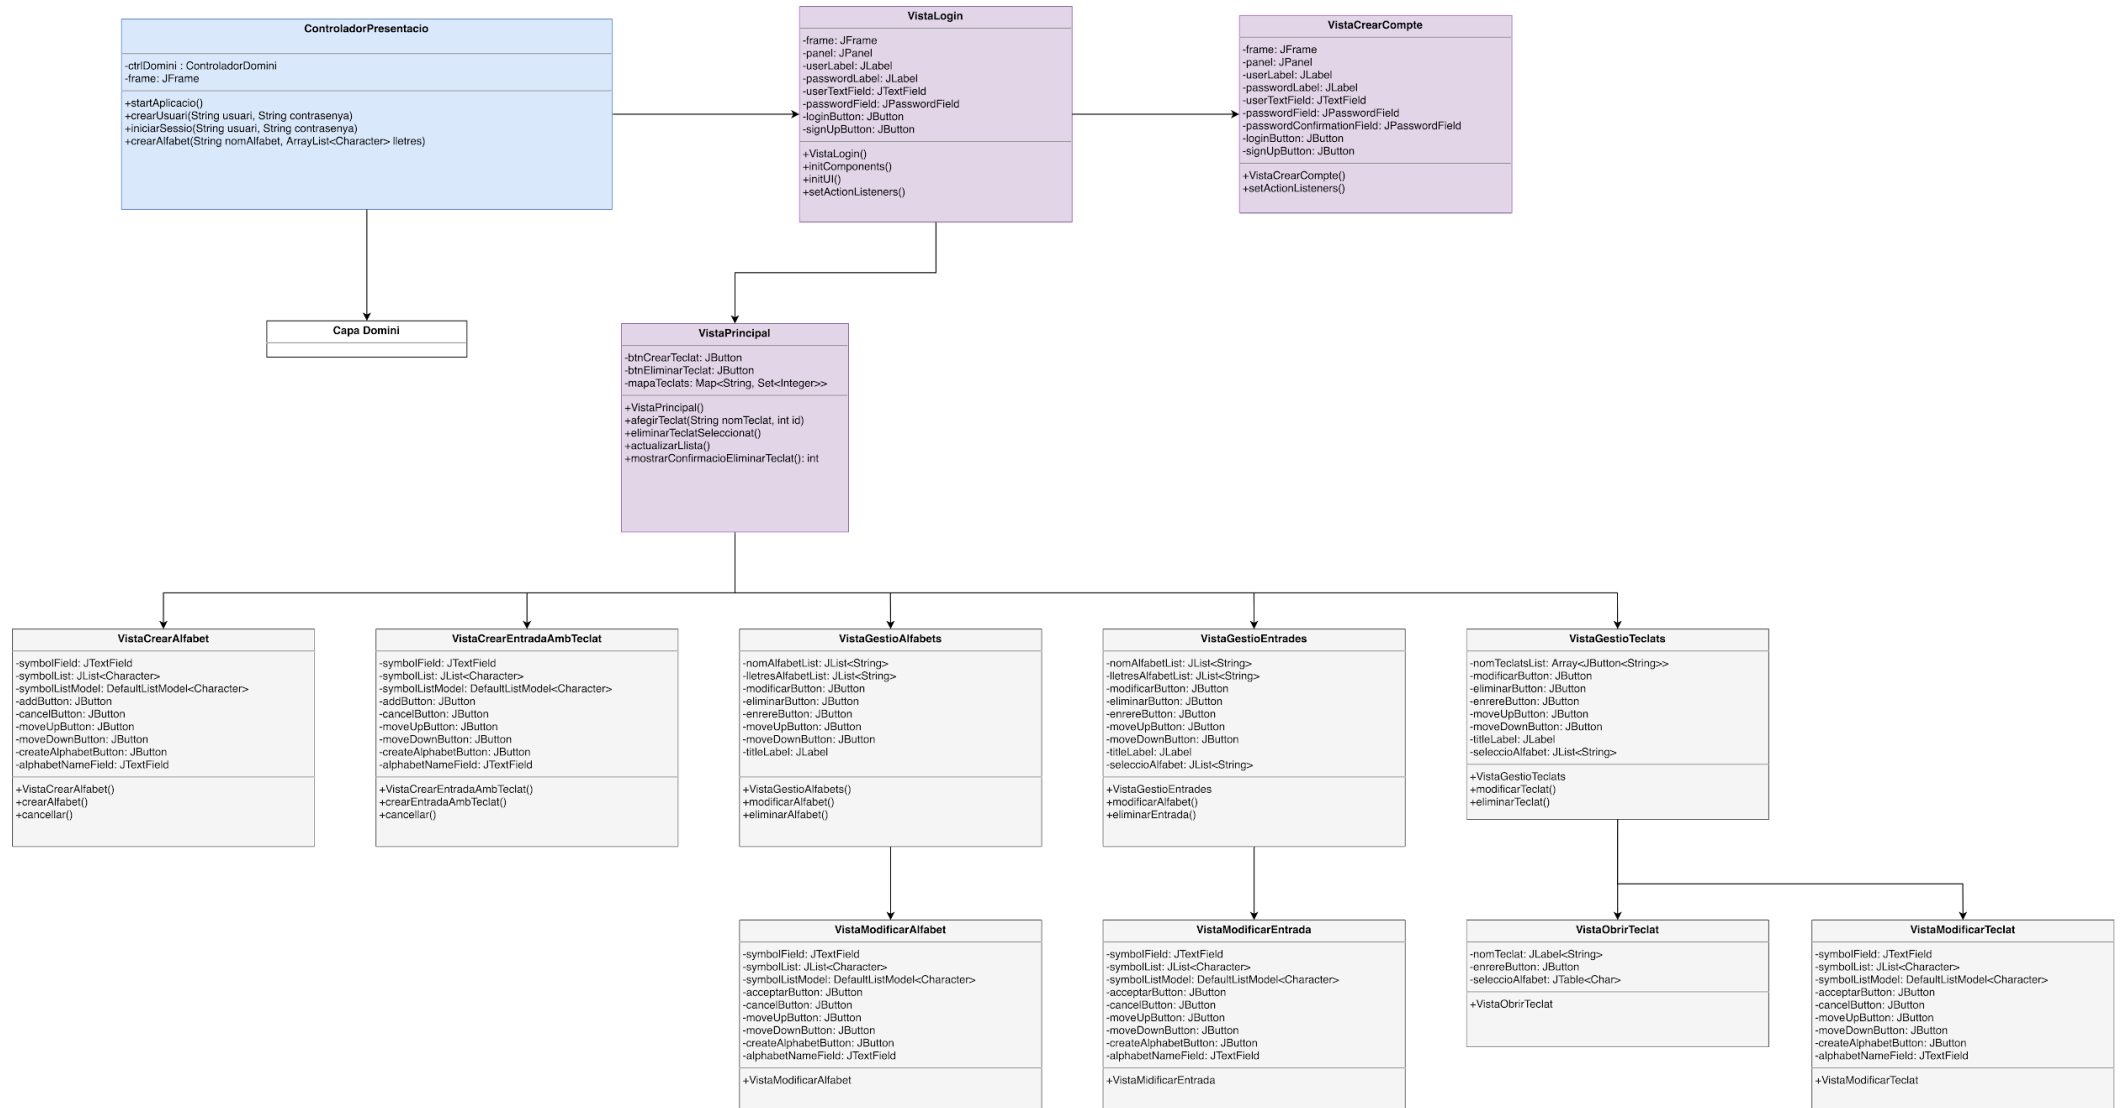 ControladorPresentacio
-ctrlDomini : ControladorDomini
-frame: JFrame
+startAplicacio()
+crearUsuari(String usuari, String contrasenya)
+iniciarSessio(String usuari, String contrasenya)
+crearAlfabet(String nomAlfabet, ArrayList<Character> lletres)
VistaLogin
-frame: JFrame
-panel: JPanel
-userLabel: JLabel
-passwordLabel: JLabel
-userTextField: JTextField
-passwordField: JPasswordField
-loginButton: JButton
-signUpButton: JButton
+VistaLogin()
+initComponents()
+initUI()
+setActionListeners()
VistaCrearCompte
-frame: JFrame
-panel: JPanel
-userLabel: JLabel
-passwordLabel: JLabel
-userTextField: JTextField
-passwordField: JPasswordField
-passwordConfirmationField: JPasswordField
-loginButton: JButton
-signUpButton: JButton
+VistaCrearCompte()
+setActionListeners()
Capa Domini
VistaPrincipal
-btnCrearTeclat: JButton
-btnEliminarTeclat: JButton
-mapaTeclats: Map<String, Set<Integer>>
+VistaPrincipal()
+afegirTeclat(String nomTeclat, int id)
+eliminarTeclatSeleccionat()
+actualizarLlista()
+mostrarConfirmacioEliminarTeclat(): int
VistaCrearAlfabet
-symbolField: JTextField
-symbolList: JList<Character>
-symbolListModel: DefaultListModel<Character>
-addButton: JButton
-cancelButton: JButton
-moveUpButton: JButton
-moveDownButton: JButton
-createAlphabetButton: JButton
-alphabetNameField: JTextField
+VistaCrearAlfabet()
+crearAlfabet()
+cancellar()
VistaCrearEntradaAmbTeclat
-symbolField: JTextField
-symbolList: JList<Character>
-symbolListModel: DefaultListModel<Character>
-addButton: JButton
-cancelButton: JButton
-moveUpButton: JButton
-moveDownButton: JButton
-createAlphabetButton: JButton
-alphabetNameField: JTextField
+VistaCrearEntradaAmbTeclat()
+crearEntradaAmbTeclat()
+cancellar()
VistaGestioAlfabets
-nomAlfabetList: JList<String>
-lletresAlfabetList: JList<String>
-modificarButton: JButton
-eliminarButton: JButton
-enrereButton: JButton
-moveUpButton: JButton
-moveDownButton: JButton
-titleLabel: JLabel
+VistaGestioAlfabets()
+modificarAlfabet()
+eliminarAlfabet()
VistaGestioEntrades
-nomAlfabetList: JList<String>
-lletresAlfabetList: JList<String>
-modificarButton: JButton
-eliminarButton: JButton
-enrereButton: JButton
-moveUpButton: JButton
-moveDownButton: JButton
-titleLabel: JLabel
-seleccioAlfabet: JList<String>
+VistaGestioEntrades
+modificarAlfabet()
+eliminarEntrada()
VistaGestioTeclats
-nomTeclatsList: Array<JButton<String>>
-modificarButton: JButton
-eliminarButton: JButton
-enrereButton: JButton
-moveUpButton: JButton
-moveDownButton: JButton
-titleLabel: JLabel
-seleccioAlfabet: JList<String>
+VistaGestioTeclats
+modificarTeclat()
+eliminarTeclat()
VistaModificarAlfabet
-symbolField: JTextField
-symbolList: JList<Character>
-symbolListModel: DefaultListModel<Character>
-acceptarButton: JButton
-cancelButton: JButton
-moveUpButton: JButton
-moveDownButton: JButton
-createAlphabetButton: JButton
-alphabetNameField: JTextField
+VistaModificarAlfabet
VistaModificarEntrada
-symbolField: JTextField
-symbolList: JList<Character>
-symbolListModel: DefaultListModel<Character>
-acceptarButton: JButton
-cancelButton: JButton
-moveUpButton: JButton
-moveDownButton: JButton
-createAlphabetButton: JButton
-alphabetNameField: JTextField
+VistaMidificarEntrada
VistaObrirTeclat
-nomTeclat: JLabel<String>
-enrereButton: JButton
-seleccioAlfabet: JTable<Char>
+VistaObrirTeclat
VistaModificarTeclat
-symbolField: JTextField
-symbolList: JList<Character>
-symbolListModel: DefaultListModel<Character>
-acceptarButton: JButton
-cancelButton: JButton
-moveUpButton: JButton
-moveDownButton: JButton
-createAlphabetButton: JButton
-alphabetNameField: JTextField
+VistaModificarTeclat